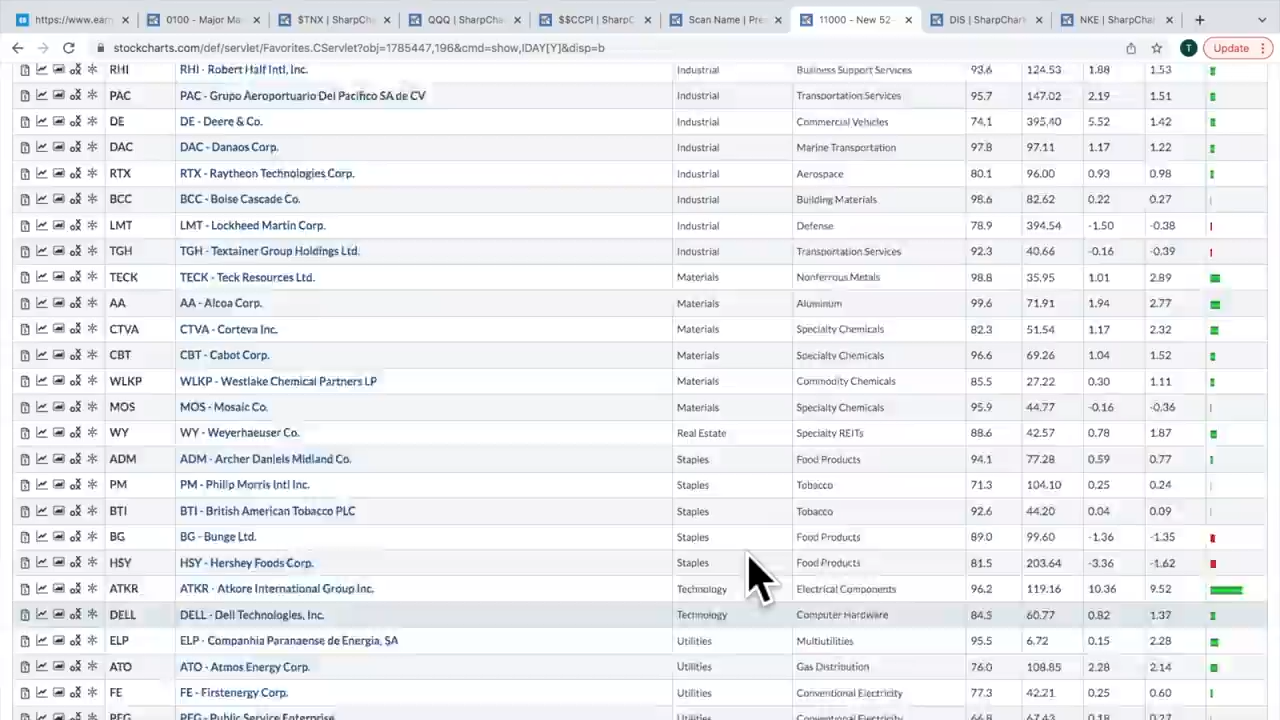 https://www.earn
0100 - Major Ma
$TNX | SharpCha
QQQ | SharpCha
$$CCPI | SharpC
Scan Name | Pre
11000 - New 52-
DIS | SharpChar
NKE | SharpChar
stockcharts.com/def/servlet/Favorites.CServlet?obj=1785447,196&cmd=show,IDAY[Y]&disp=b
T
Update
RHI RHI - Robert Half Intl, Inc. Industrial Business Support Services 93.6 124.53 1.88 1.53
PAC PAC - Grupo Aeroportuario Del Pacifico SA de CV Industrial Transportation Services 95.7 147.02 2.19 1.51
DE DE - Deere & Co. Industrial Commercial Vehicles 74.1 395.40 5.52 1.42
DAC DAC - Danaos Corp. Industrial Marine Transportation 97.8 97.11 1.17 1.22
RTX RTX - Raytheon Technologies Corp. Industrial Aerospace 80.1 96.00 0.93 0.98
BCC BCC - Boise Cascade Co. Industrial Building Materials 98.6 82.62 0.22 0.27
LMT LMT - Lockheed Martin Corp. Industrial Defense 78.9 394.54 -1.50 -0.38
TGH TGH - Textainer Group Holdings Ltd. Industrial Transportation Services 92.3 40.66 -0.16 -0.39
TECK TECK - Teck Resources Ltd. Materials Nonferrous Metals 98.8 35.95 1.01 2.89
AA AA - Alcoa Corp. Materials Aluminum 99.6 71.91 1.94 2.77
CTVA CTVA - Corteva Inc. Materials Specialty Chemicals 82.3 51.54 1.17 2.32
CBT CBT - Cabot Corp. Materials Specialty Chemicals 96.6 69.26 1.04 1.52
WLKP WLKP - Westlake Chemical Partners LP Materials Commodity Chemicals 85.5 27.22 0.30 1.11
MOS MOS - Mosaic Co. Materials Specialty Chemicals 95.9 44.77 -0.16 -0.36
WY WY - Weyerhaeuser Co. Real Estate Specialty REITs 88.6 42.57 0.78 1.87
ADM ADM - Archer Daniels Midland Co. Staples Food Products 94.1 77.28 0.59 0.77
PM PM - Philip Morris Intl Inc. Staples Tobacco 71.3 104.10 0.25 0.24
BTI BTI - British American Tobacco PLC Staples Tobacco 92.6 44.20 0.04 0.09
BG BG - Bunge Ltd. Staples Food Products 89.0 99.60 -1.36 -1.35
HSY HSY - Hershey Foods Corp. Staples Food Products 81.5 203.64 -3.36 -1.62
ATKR ATKR - Atkore International Group Inc. Technology Electrical Components 96.2 119.16 10.36 9.52
DELL DELL - Dell Technologies, Inc. Technology Computer Hardware 84.5 60.77 0.82 1.37
ELP ELP - Companhia Paranaense de Energia, SA Utilities Multiutilities 95.5 6.72 0.15 2.28
ATO ATO - Atmos Energy Corp. Utilities Gas Distribution 76.0 108.85 2.28 2.14
FE FE - Firstenergy Corp. Utilities Conventional Electricity 77.3 42.21 0.25 0.60
PEG PEG - Public Service Enterprise Utilities Conventional Electricity 66.8 67.43 0.18 0.27